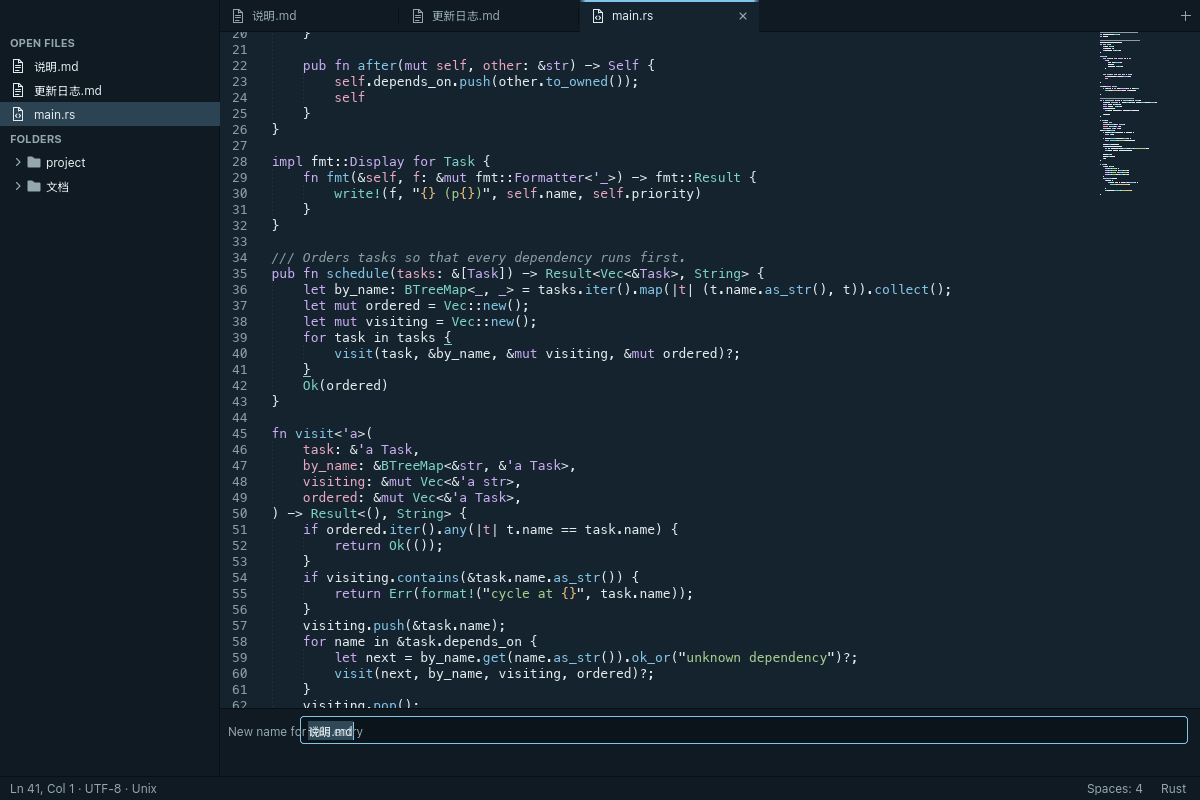 说明.md
更新日志.md
main.rs
OPEN FILES
说明.md
更新日志.md
main.rs
FOLDERS
project
文档
20 }
21
22 pub fn after(mut self, other: &str) -> Self {
23 self.depends_on.push(other.to_owned());
24 self
25 }
26 }
27
28 impl fmt::Display for Task {
29 fn fmt(&self, f: &mut fmt::Formatter<'_>) -> fmt::Result {
30 write!(f, "{} (p{})", self.name, self.priority)
31 }
32 }
33
34 /// Orders tasks so that every dependency runs first.
35 pub fn schedule(tasks: &[Task]) -> Result<Vec<&Task>, String> {
36 let by_name: BTreeMap<_, _> = tasks.iter().map(|t| (t.name.as_str(), t)).collect();
37 let mut ordered = Vec::new();
38 let mut visiting = Vec::new();
39 for task in tasks {
40 visit(task, &by_name, &mut visiting, &mut ordered)?;
41 }
42 Ok(ordered)
43 }
44
45 fn visit<'a>(
46 task: &'a Task,
47 by_name: &BTreeMap<&str, &'a Task>,
48 visiting: &mut Vec<&'a str>,
49 ordered: &mut Vec<&'a Task>,
50 ) -> Result<(), String> {
51 if ordered.iter().any(|t| t.name == task.name) {
52 return Ok(());
53 }
54 if visiting.contains(&task.name.as_str()) {
55 return Err(format!("cycle at {}", task.name));
56 }
57 visiting.push(&task.name);
58 for name in &task.depends_on {
59 let next = by_name.get(name.as_str()).ok_or("unknown dependency")?;
60 visit(next, by_name, visiting, ordered)?;
61 }
62 visiting.pop();
New name for 说明.md
Ln 41, Col 1 · UTF-8 · Unix
Spaces: 4 Rust